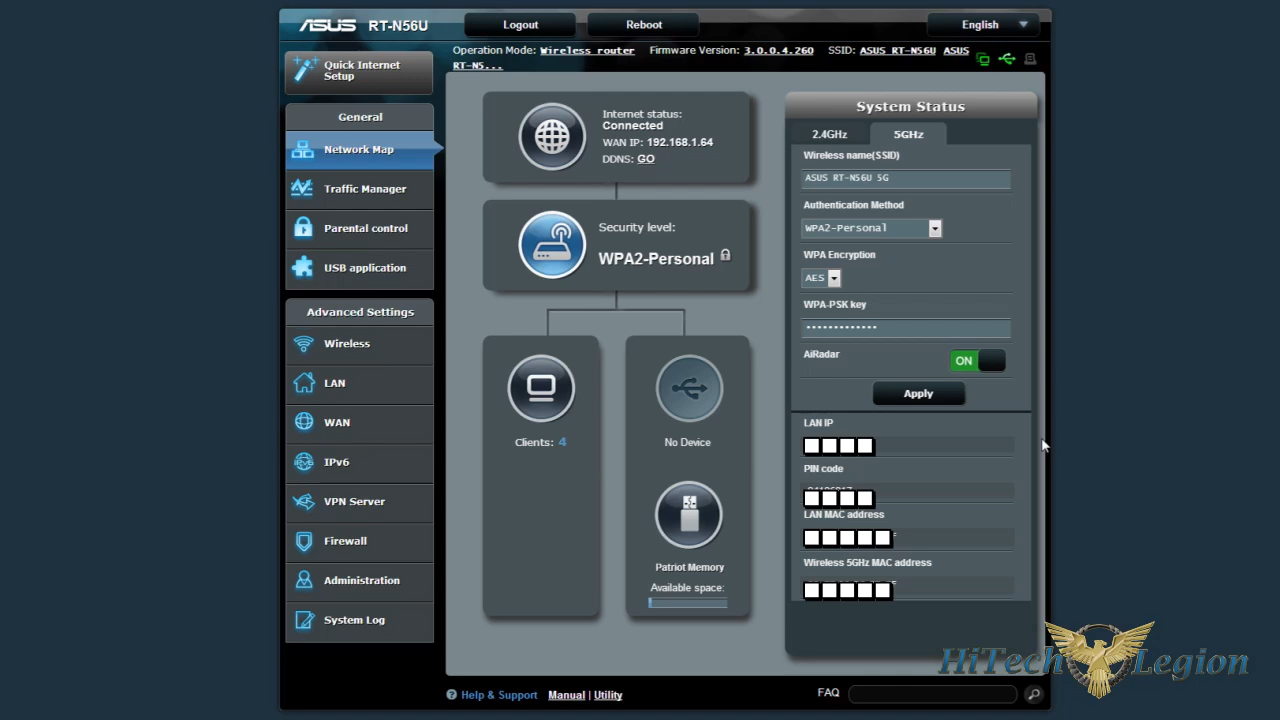 ASUS RT-N56U
Logout
Reboot
English
Quick Internet
Setup
Operation Mode: Wireless router Firmware Version: 3.0.0.4.260 SSID: ASUS RT-N56U ASUS
RT-N5...
General
Network Map
Traffic Manager
Parental control
USB application
Advanced Settings
Wireless
LAN
WAN
IPv6
VPN Server
Firewall
Administration
System Log
Internet status:
Connected
WAN IP: 192.168.1.64
DDNS: GO
Security level:
WPA2-Personal
Clients: 4
No Device
Patriot Memory
Available space:
System Status
2.4GHz
5GHz
Wireless name(SSID)
ASUS RT-N56U 5G
Authentication Method
WPA2-Personal
WPA Encryption
AES
WPA-PSK key
•••••••••••••
AiRadar
ON
Apply
LAN IP
PIN code
LAN MAC address
Wireless 5GHz MAC address
Help & Support Manual | Utility
FAQ
HiTech Legion